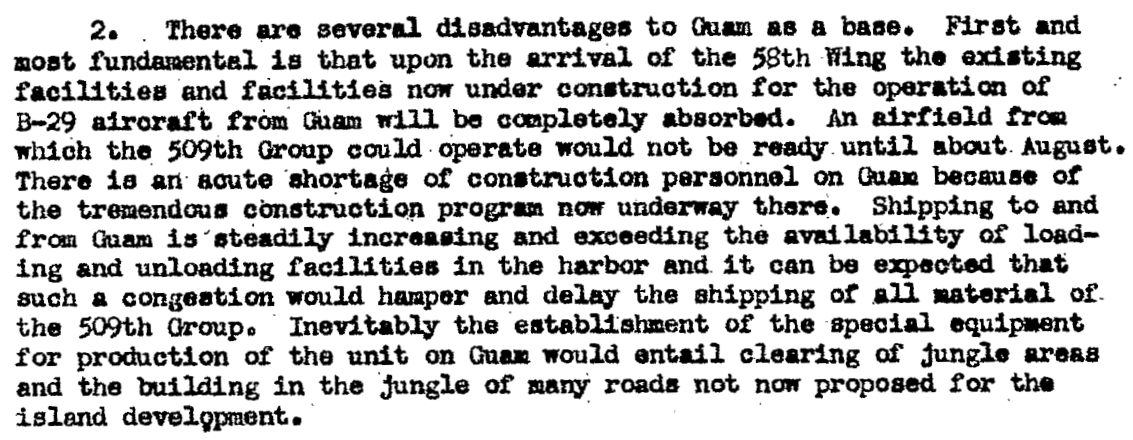 2. There are several disadvantages to Guam as a base. First and
most fundamental is that upon the arrival of the 58th Wing the existing
facilities and facilities now under construction for the operation of
B-29 aircraft from Guam will be completely absorbed. An airfield from
which the 509th Group could operate would not be ready until about August.
There is an acute shortage of construction personnel on Guam because of
the tremendous construction program now underway there. Shipping to and
from Guam is steadily increasing and exceeding the availability of load-
ing and unloading facilities in the harbor and it can be expected that
such a congestion would hamper and delay the shipping of all material of
the 509th Group. Inevitably the establishment of the special equipment
for production of the unit on Guam would entail clearing of jungle areas
and the building in the jungle of many roads not now proposed for the
island development.